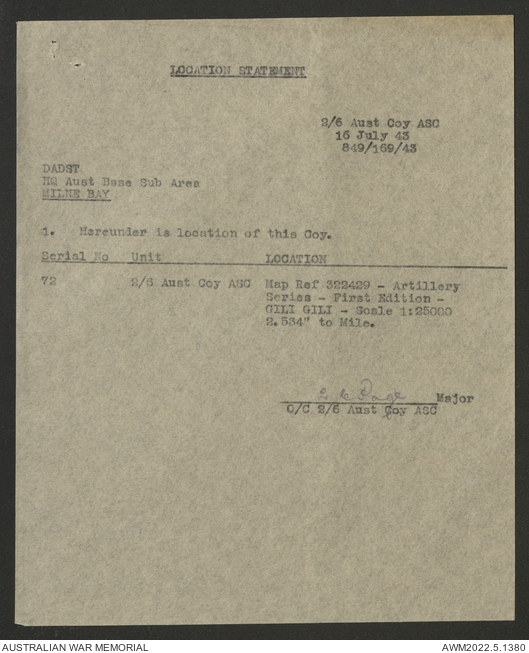 LOCATION STATEMENT
2/6 Aust Coy ASC
16 July 43
849/169/43
DADST
HQ Aust Base Sub Area
MILNE BAY
1. Hereunder is location of this Coy.
Serial No Unit LOCATION
72 2/6 Aust Coy ASC Map Ref 322429 - Artillery
Series - First Edition -
GILI GILI - Scale 1:25000
2.534" to Mile.
Page Major
O/C 2/6 Aust Coy ASC
AUSTRALIAN WAR MEMORIAL
AWM2022.5.1380